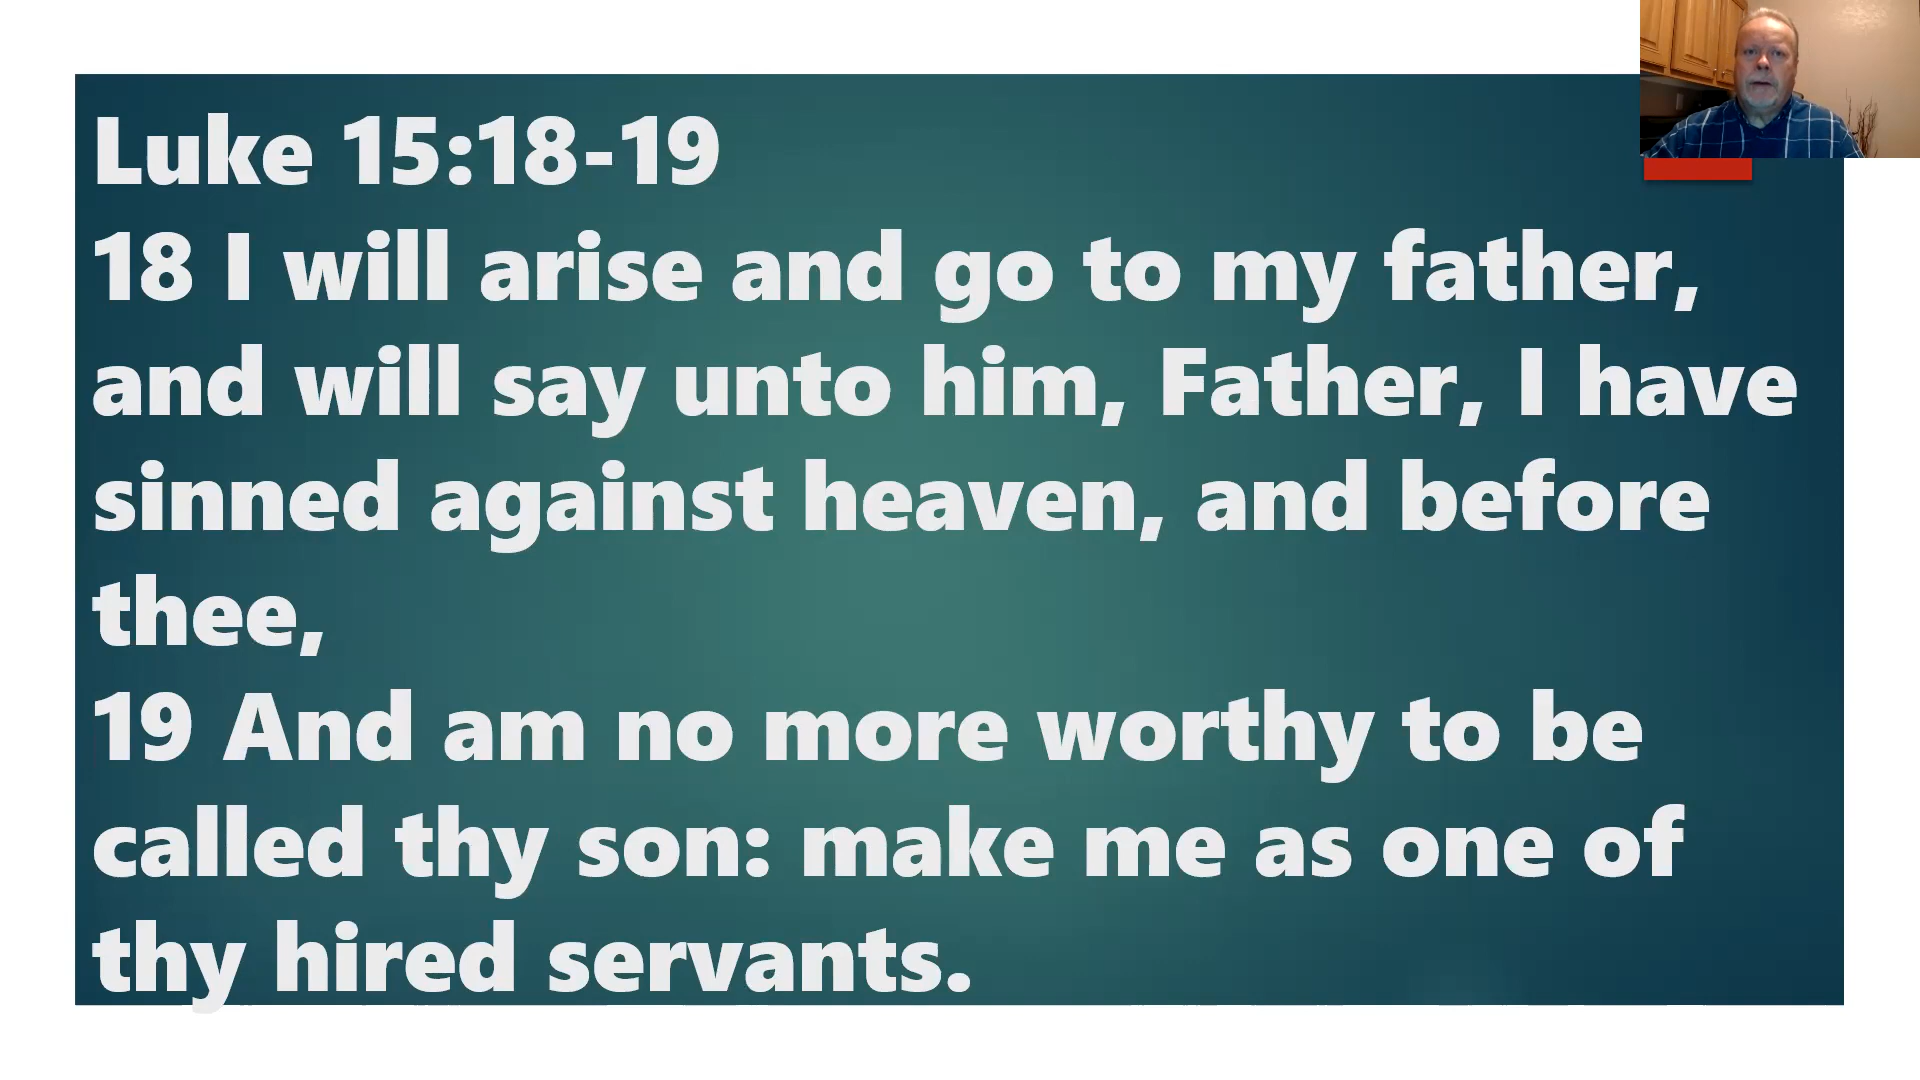 Luke 15:18-19
18 I will arise and go to my father,
and will say unto him, Father, I have
sinned against heaven, and before
thee,
19 And am no more worthy to be
called thy son: make me as one of
thy hired servants.